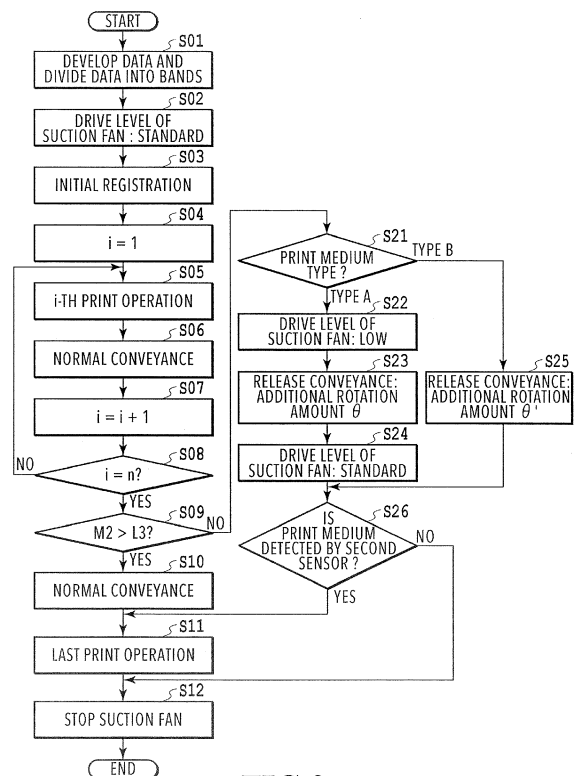 START
S01
DEVELOP DATA AND
DIVIDE DATA INTO BANDS
S02
DRIVE LEVEL OF
SUCTION FAN : STANDARD
S03
INITIAL REGISTRATION
S04
i = 1
S05
i-TH PRINT OPERATION
S06
NORMAL CONVEYANCE
S07
i = i + 1
S08
i = n?
NO
YES
S09
M2 > L3?
NO
YES
S10
NORMAL CONVEYANCE
S11
LAST PRINT OPERATION
S12
STOP SUCTION FAN
END
S21
PRINT MEDIUM
TYPE ?
TYPE B
TYPE A
S22
DRIVE LEVEL OF
SUCTION FAN: LOW
S23
RELEASE CONVEYANCE:
ADDITIONAL ROTATION
AMOUNT θ
S24
DRIVE LEVEL OF
SUCTION FAN: STANDARD
S25
RELEASE CONVEYANCE:
ADDITIONAL ROTATION
AMOUNT θ '
S26
IS
PRINT MEDIUM
DETECTED BY SECOND
SENSOR ?
NO
YES